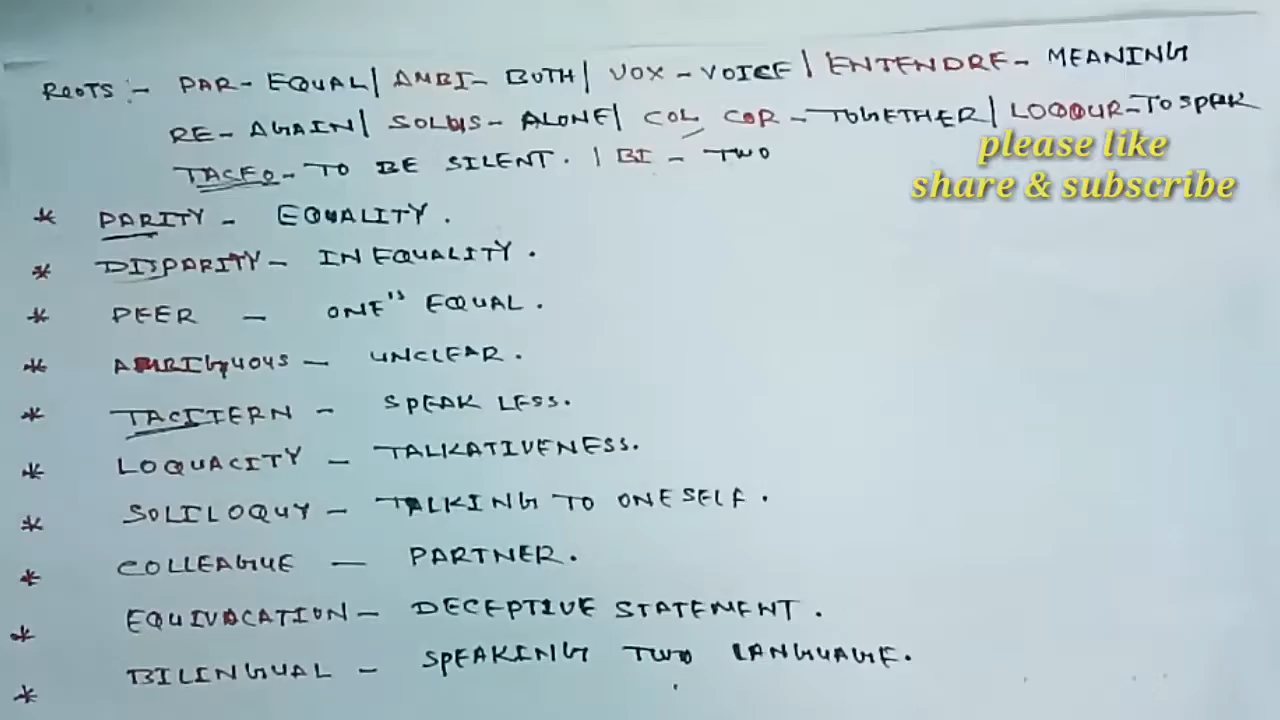 ROOTS :- PAR - EQUAL | AMBI - BOTH | VOX - VOICE | ENTENDRE - MEANING
RE - AGAIN | SOLUS - ALONE | COL, COR - TOGETHER | LOQOUR - TO SPEAK
TACEO - TO BE SILENT. | BI - TWO
please like
share & subscribe
* PARITY - EQUALITY.
* DISPARITY - INEQUALITY.
* PEER - ONE"s EQUAL.
* AMBIGUOUS - UNCLEAR.
* TACITERN - SPEAK LESS.
* LOQUACITY - TALKATIVENESS.
* SOLILOQUY - TALKING TO ONESELF.
* COLLEAGUE - PARTNER.
* EQUIVOCATION - DECEPTIVE STATEMENT.
* BILINGUAL - SPEAKING TWO LANGUAGE.